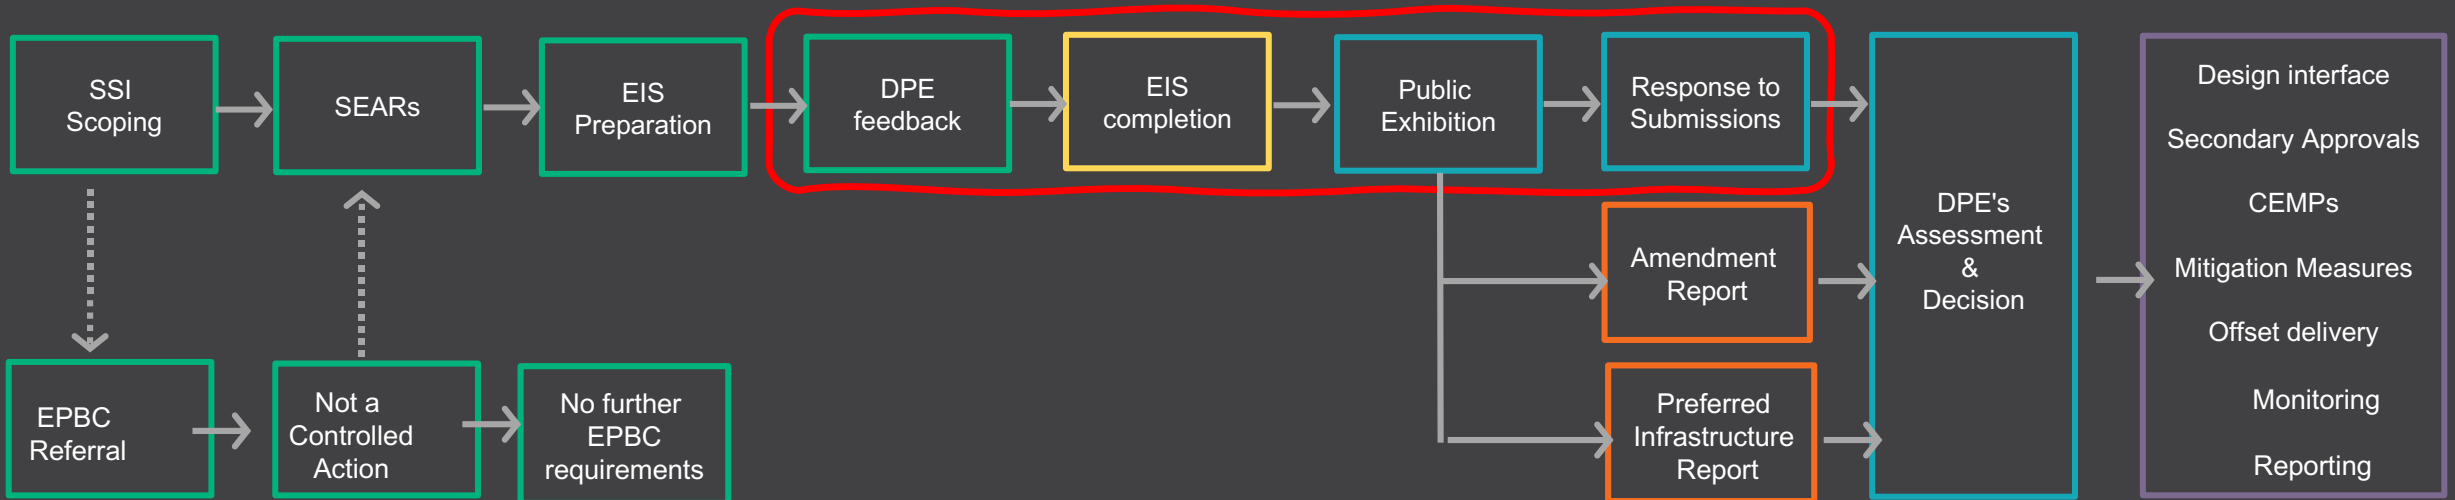 SSI
Scoping
SEARs
EIS
Preparation
DPE
feedback
EIS
completion
Public
Exhibition
Response to
Submissions
DPE's
Assessment
&
Decision
Design interface
Secondary Approvals
CEMPs
Mitigation Measures
Offset delivery
Monitoring
Reporting
Amendment
Report
EPBC
Referral
Not a
Controlled
Action
No further
EPBC
requirements
Preferred
Infrastructure
Report